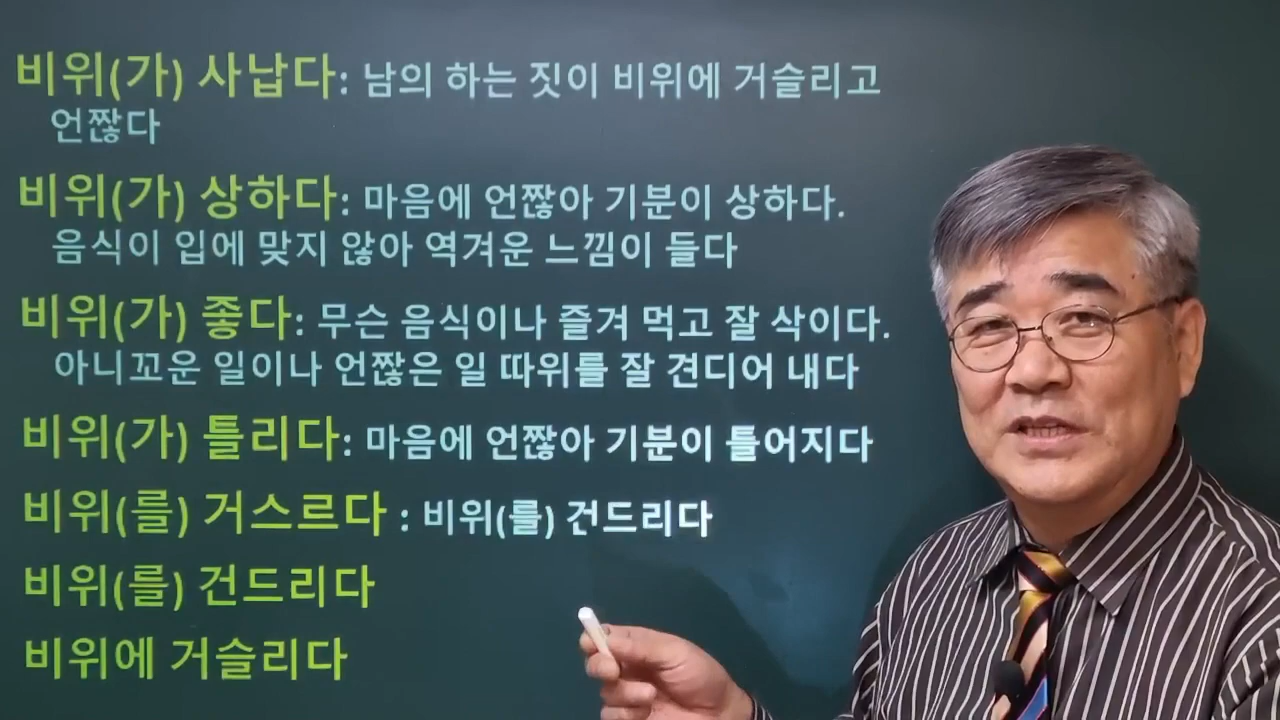 비위(가) 사납다: 남의 하는 짓이 비위에 거슬리고
언짢다
비위(가) 상하다: 마음에 언짢아 기분이 상하다.
음식이 입에 맞지 않아 역겨운 느낌이 들다
비위(가) 좋다: 무슨 음식이나 즐겨 먹고 잘 삭이다.
아니꼬운 일이나 언짢은 일 따위를 잘 견디어 내다
비위(가) 틀리다: 마음에 언짢아 기분이 틀어지다
비위(를) 거스르다 : 비위(를) 건드리다
비위(를) 건드리다
비위에 거슬리다